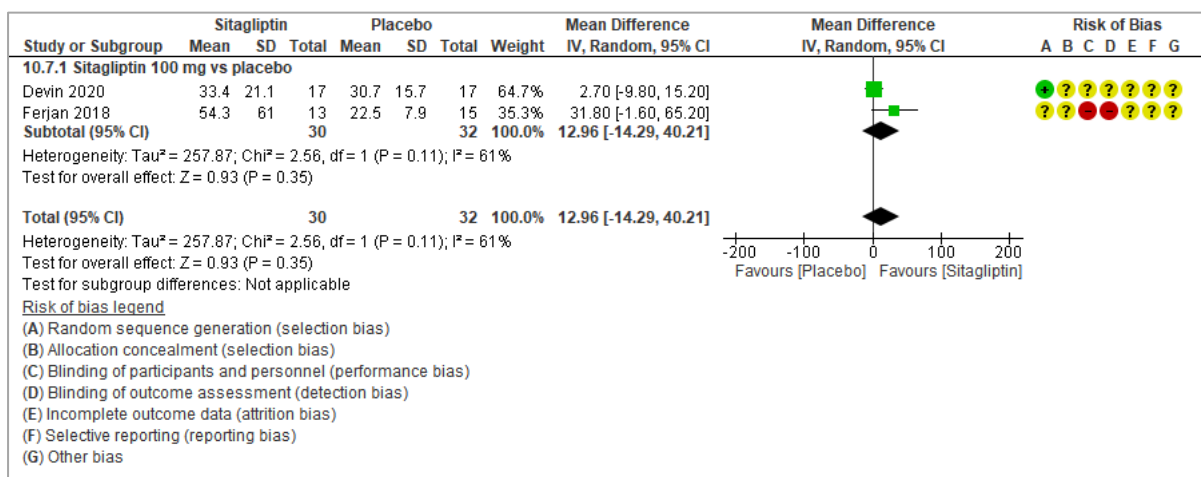 Sitagliptin Placebo Mean Difference Mean Difference Risk of Bias
Study or Subgroup Mean SD Total Mean SD Total Weight IV, Random, 95% CI IV, Random, 95% CI A B C D E F G
10.7.1 Sitagliptin 100 mg vs placebo
Devin 2020 33.4 21.1 17 30.7 15.7 17 64.7% 2.70 [-9.80, 15.20] + ? ? ? ? ? ?
Ferjan 2018 54.3 61 13 22.5 7.9 15 35.3% 31.80 [-1.60, 65.20] ? ? - - ? ? ?
Subtotal (95% CI) 30 32 100.0% 12.96 [-14.29, 40.21]
Heterogeneity: Tau² = 257.87; Chi² = 2.56, df = 1 (P = 0.11); I² = 61%
Test for overall effect: Z = 0.93 (P = 0.35)
Total (95% CI) 30 32 100.0% 12.96 [-14.29, 40.21]
Heterogeneity: Tau² = 257.87; Chi² = 2.56, df = 1 (P = 0.11); I² = 61%
Test for overall effect: Z = 0.93 (P = 0.35)
Test for subgroup differences: Not applicable
-200 -100 0 100 200
Favours [Placebo] Favours [Sitagliptin]
Risk of bias legend
(A) Random sequence generation (selection bias)
(B) Allocation concealment (selection bias)
(C) Blinding of participants and personnel (performance bias)
(D) Blinding of outcome assessment (detection bias)
(E) Incomplete outcome data (attrition bias)
(F) Selective reporting (reporting bias)
(G) Other bias